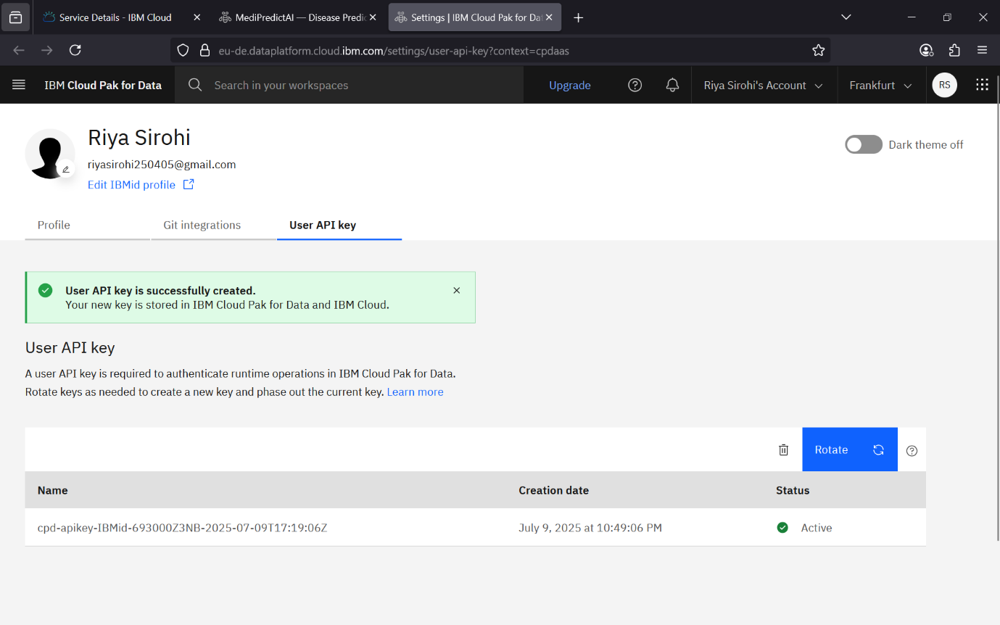 Service Details - IBM Cloud
MediPredictAI — Disease Predic
Settings | IBM Cloud Pak for Dat
eu-de.dataplatform.cloud.ibm.com/settings/user-api-key?context=cpdaas
IBM Cloud Pak for Data
Search in your workspaces
Upgrade
Riya Sirohi's Account
Frankfurt
RS
Riya Sirohi
riyasirohi250405@gmail.com
Edit IBMid profile
Dark theme off
Profile
Git integrations
User API key
User API key is successfully created.
Your new key is stored in IBM Cloud Pak for Data and IBM Cloud.
User API key
A user API key is required to authenticate runtime operations in IBM Cloud Pak for Data.
Rotate keys as needed to create a new key and phase out the current key. Learn more
Rotate
Name Creation date Status
cpd-apikey-IBMid-693000Z3NB-2025-07-09T17:19:06Z July 9, 2025 at 10:49:06 PM Active